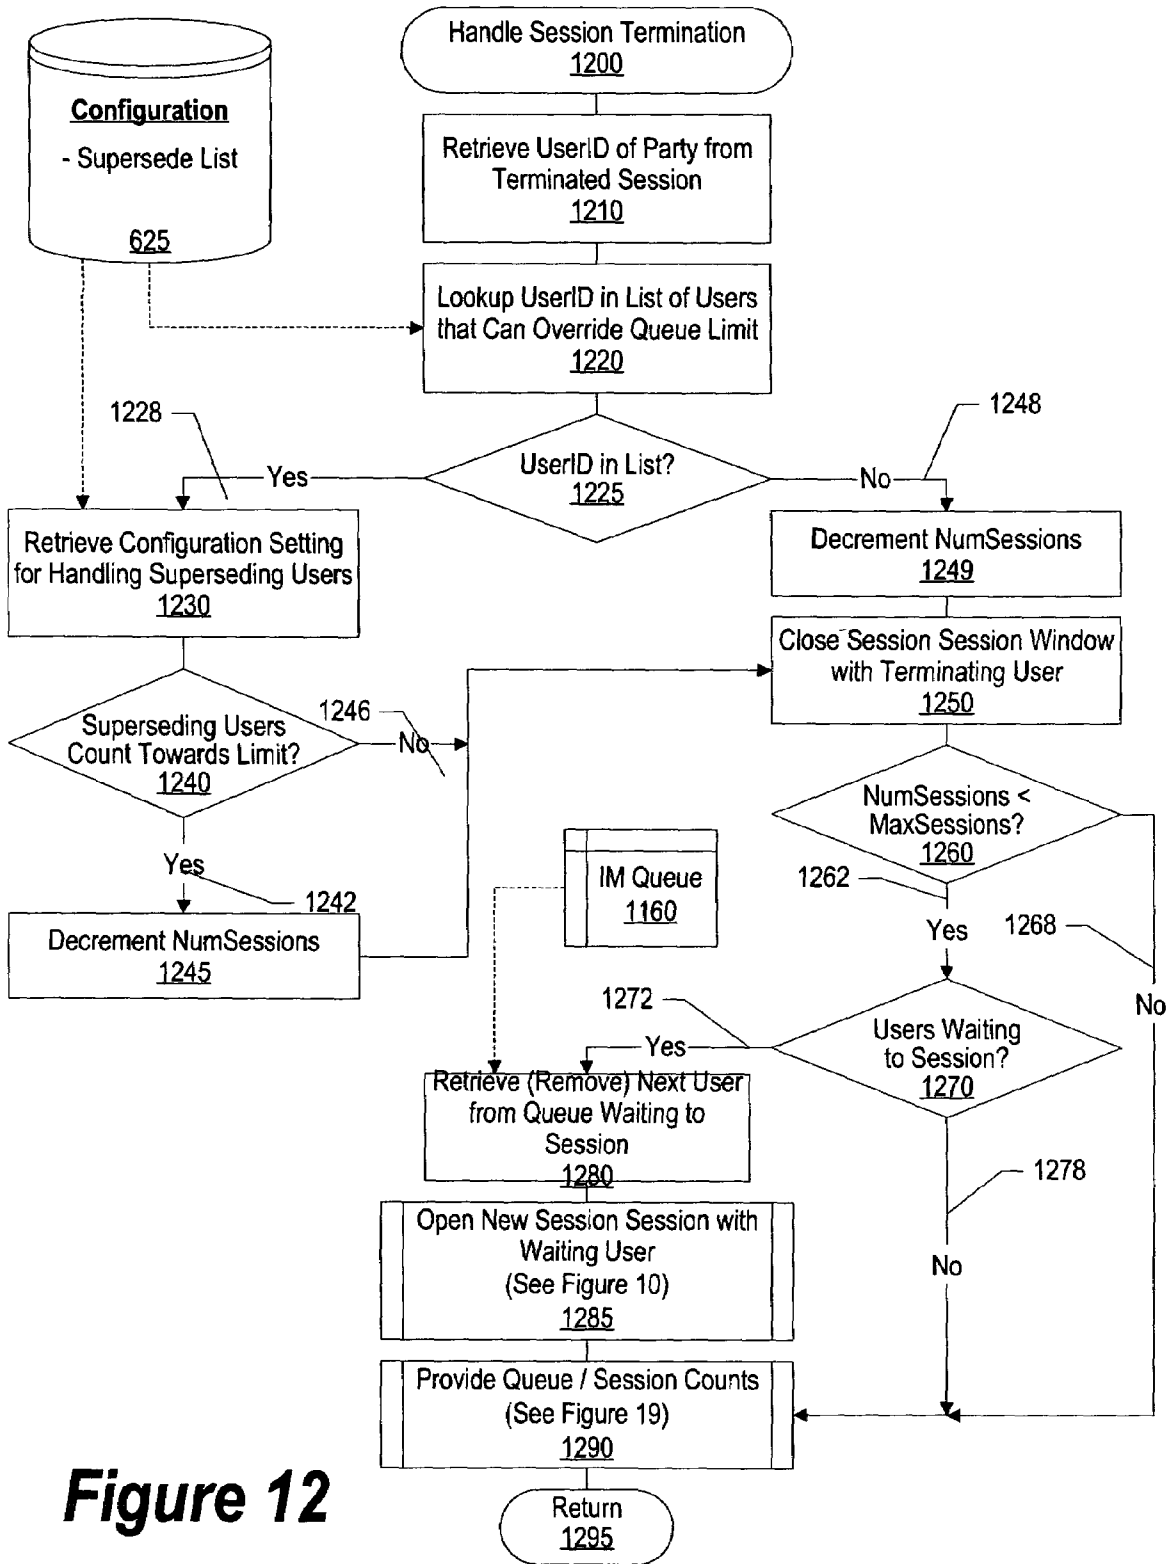 Handle Session Termination
1200
Configuration
- Supersede List
625
Retrieve UserID of Party from
Terminated Session
1210
Lookup UserID in List of Users
that Can Override Queue Limit
1220
1228
1248
UserID in List?
1225
Yes
No
Retrieve Configuration Setting
for Handling Superseding Users
1230
Decrement NumSessions
1249
Close Session Session Window
with Terminating User
1250
Superseding Users
Count Towards Limit?
1240
1246
No
Yes
1242
Decrement NumSessions
1245
NumSessions <
MaxSessions?
1260
1262
Yes
1268
No
IM Queue
1160
1272
Yes
Users Waiting
to Session?
1270
1278
No
Retrieve (Remove) Next User
from Queue Waiting to
Session
1280
Open New Session Session with
Waiting User
(See Figure 10)
1285
Provide Queue / Session Counts
(See Figure 19)
1290
Return
1295
Figure 12